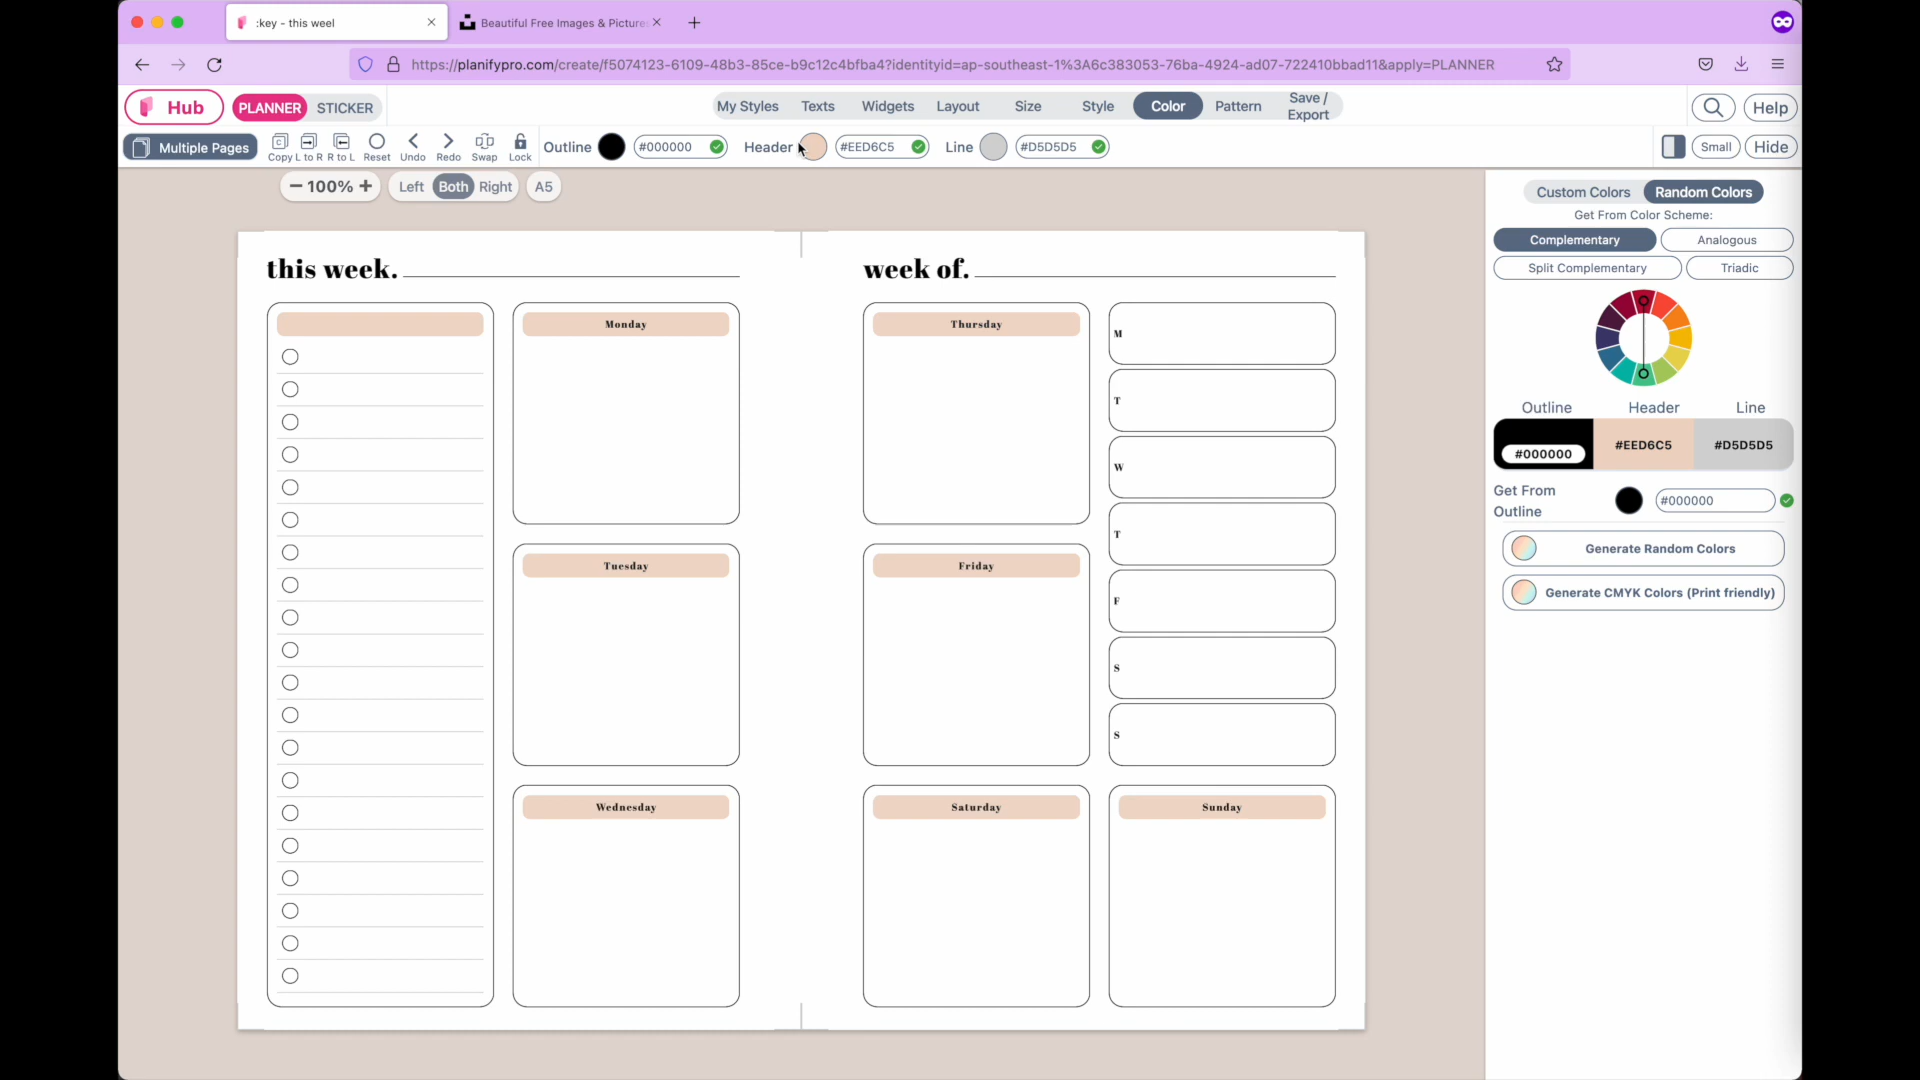 :key - this weel
Beautiful Free Images & Pictures
https://planifypro.com/create/f5074123-6109-48b3-85ce-b9c12c4bfba4?identityid=ap-southeast-1%3A6c383053-76ba-4924-ad07-722410bbad11&apply=PLANNER
Hub
PLANNER
STICKER
My Styles
Texts
Widgets
Layout
Size
Style
Color
Pattern
Save /
Export
Help
Multiple Pages
Copy
L to R
R to L
Reset
Undo
Redo
Swap
Lock
Outline
#000000
Header
#EED6C5
Line
#D5D5D5
Small
Hide
100%
Left
Both
Right
A5
this week.
week of.
Monday
Tuesday
Wednesday
Thursday
Friday
Saturday
M
T
W
T
F
S
S
Sunday
Custom Colors
Random Colors
Get From Color Scheme:
Complementary
Analogous
Split Complementary
Triadic
Outline
Header
Line
#000000
#EED6C5
#D5D5D5
Get From
Outline
#000000
Generate Random Colors
Generate CMYK Colors (Print friendly)